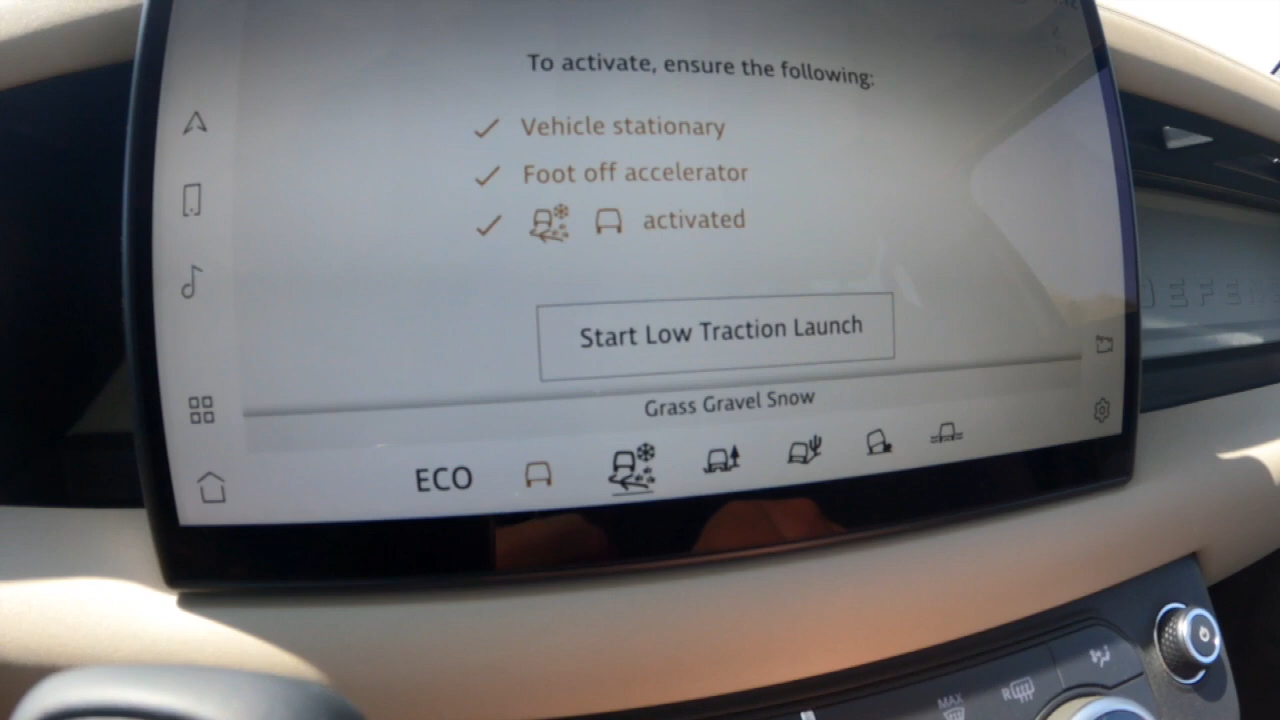 To activate, ensure the following:
Vehicle stationary
Foot off accelerator
activated
Start Low Traction Launch
Grass Gravel Snow
ECO
MAX
R